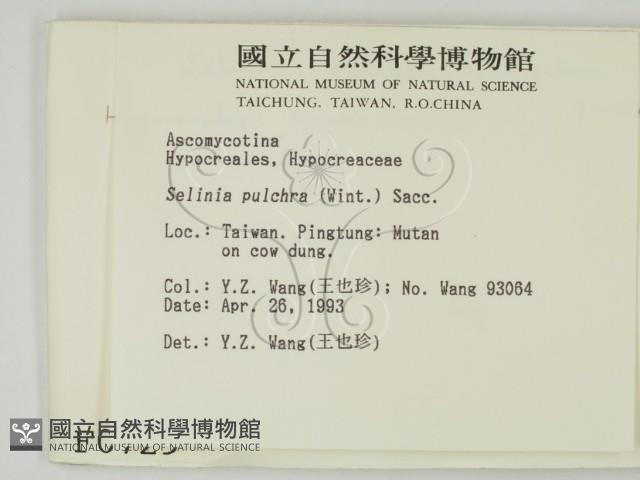 國立自然科學博物館
NATIONAL MUSEUM OF NATURAL SCIENCE
TAICHUNG, TAIWAN, R.O.CHINA
Ascomycotina
Hypocreales, Hypocreaceae
Selinia pulchra (Wint.) Sacc.
Loc.: Taiwan. Pingtung: Mutan
on cow dung.
Col.: Y.Z. Wang(王也珍); No. Wang 93064
Date: Apr. 26, 1993
Det.: Y.Z. Wang(王也珍)
國立自然科學博物館
NATIONAL MUSEUM OF NATURAL SCIENCE